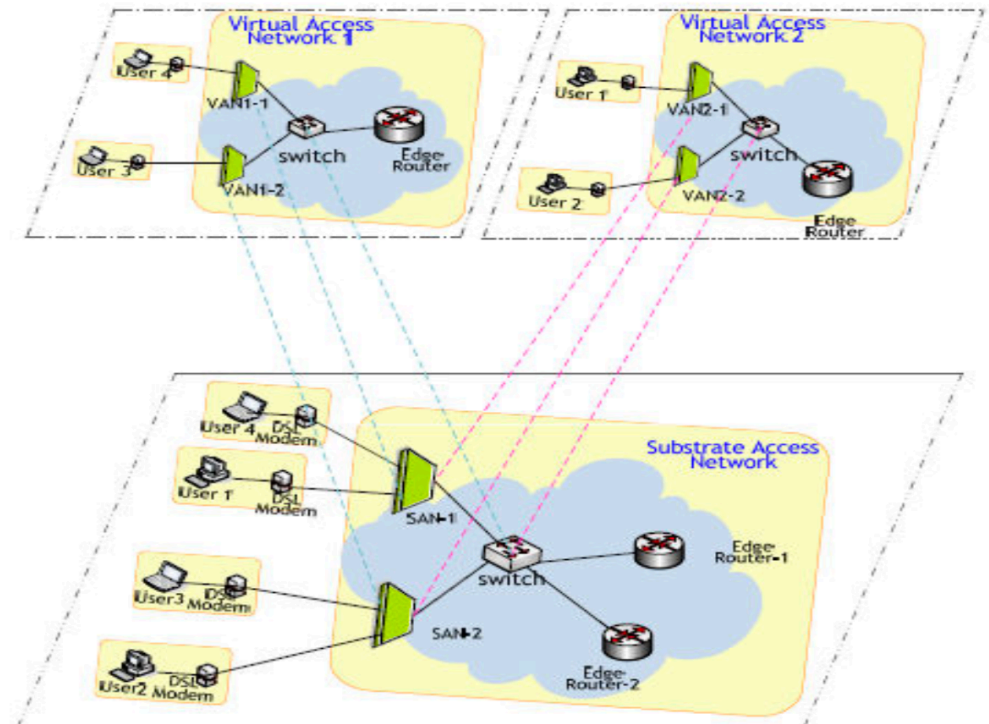 Virtual Access
Network 1
User 4
VAN1-1
switch
Edge
Router
User 3
VAN1-2
Virtual Access
Network 2
User 1
VAN2-1
switch
User 2
VAN2-2
Edge
Router
User 4
DSL
Modem
Substrate Access
Network
User 1
DSL
Modem
SAN-1
Edge
Router-1
switch
User3
DSL
Modem
SAN-2
Edge
Router-2
User2
DSL
Modem